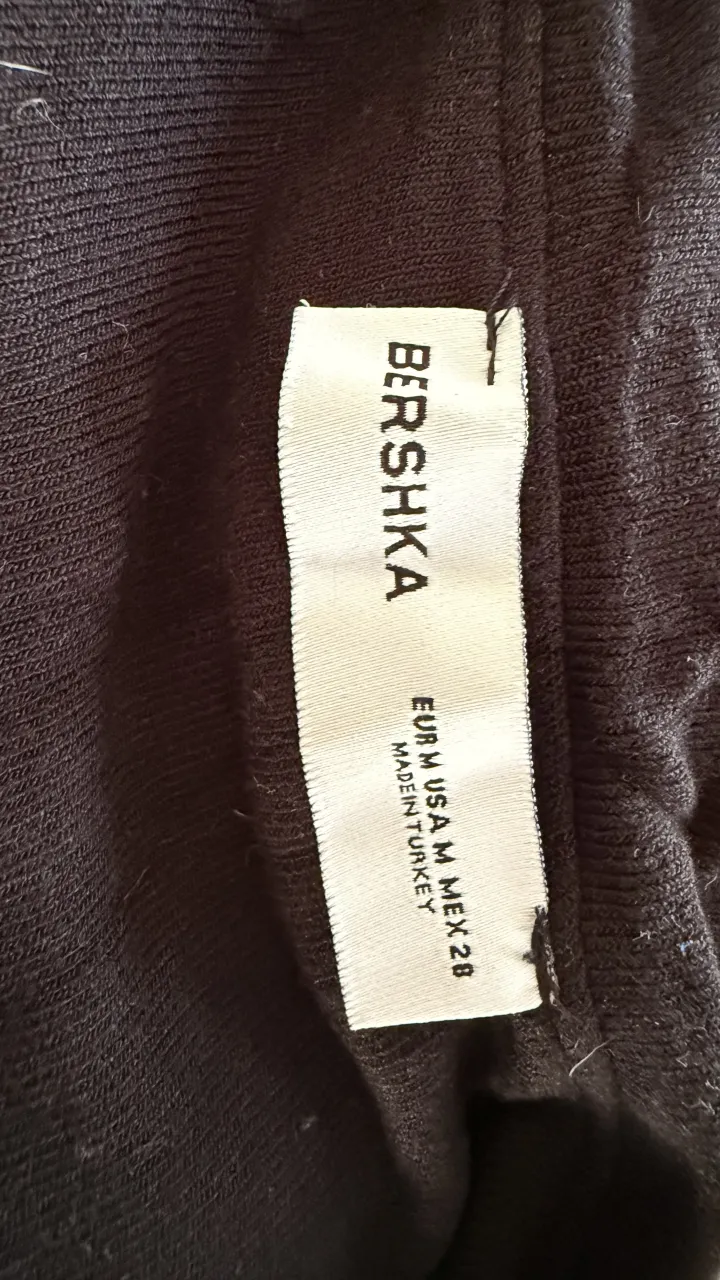 BERSHKA
EUR M USA M MEX 28
MADE IN TURKEY